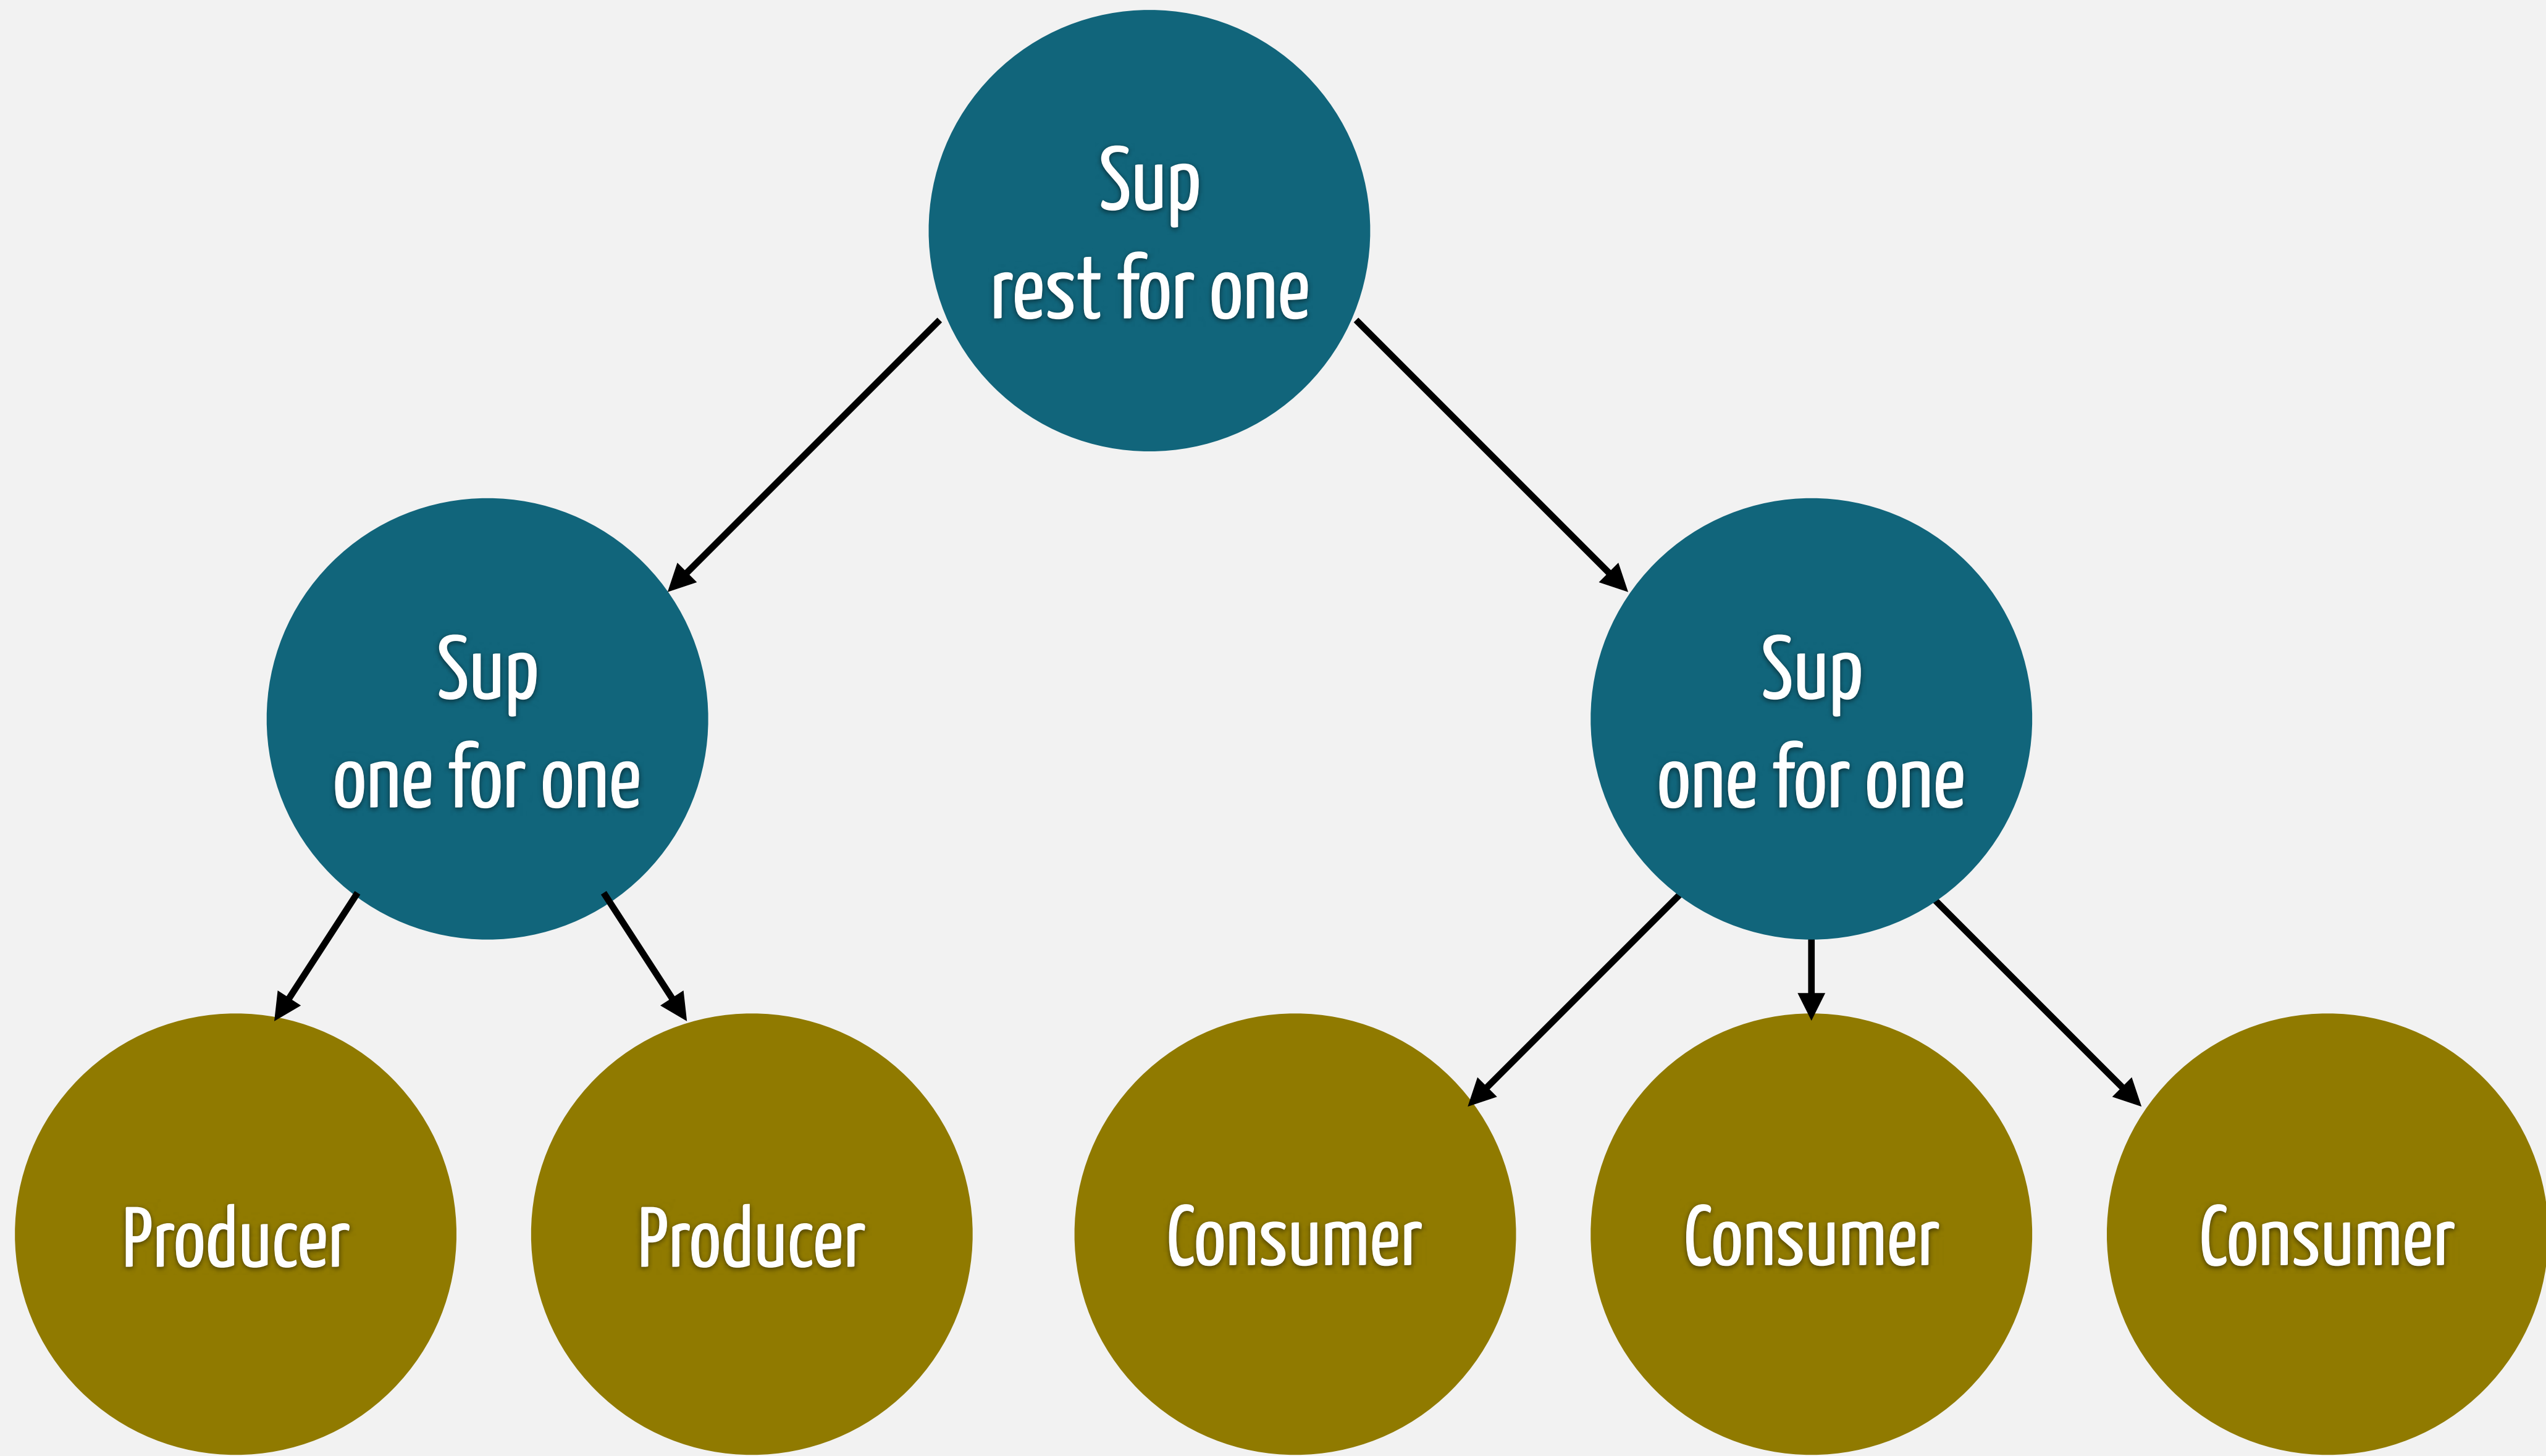 Sup
rest for one
Sup
one for one
Sup
one for one
Producer
Producer
Consumer
Consumer
Consumer